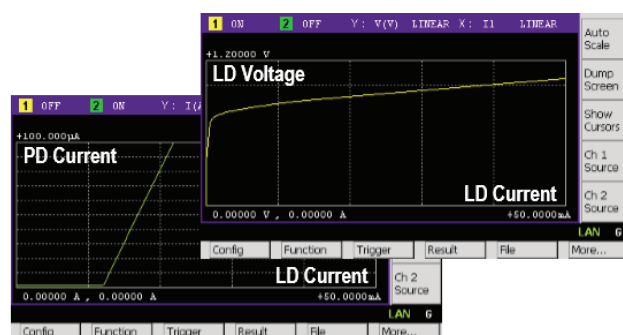 1 ON 2 OFF Y: V(V) LINEAR X: I1 LINEAR
+1.20000 V
LD Voltage
LD Current
0.00000 V , 0.00000 A +50.0000mA
Auto Scale
Dump Screen
Show Cursors
Ch 1 Source
Ch 2 Source
LAN G
Config Function Trigger Result File More...
1 OFF 2 ON Y: I(A
+100.000µA
PD Current
LD Current
0.00000 A , 0.00000 A +50.0000mA
Ch 2 Source
LAN G
Config Function Trigger Result File More...